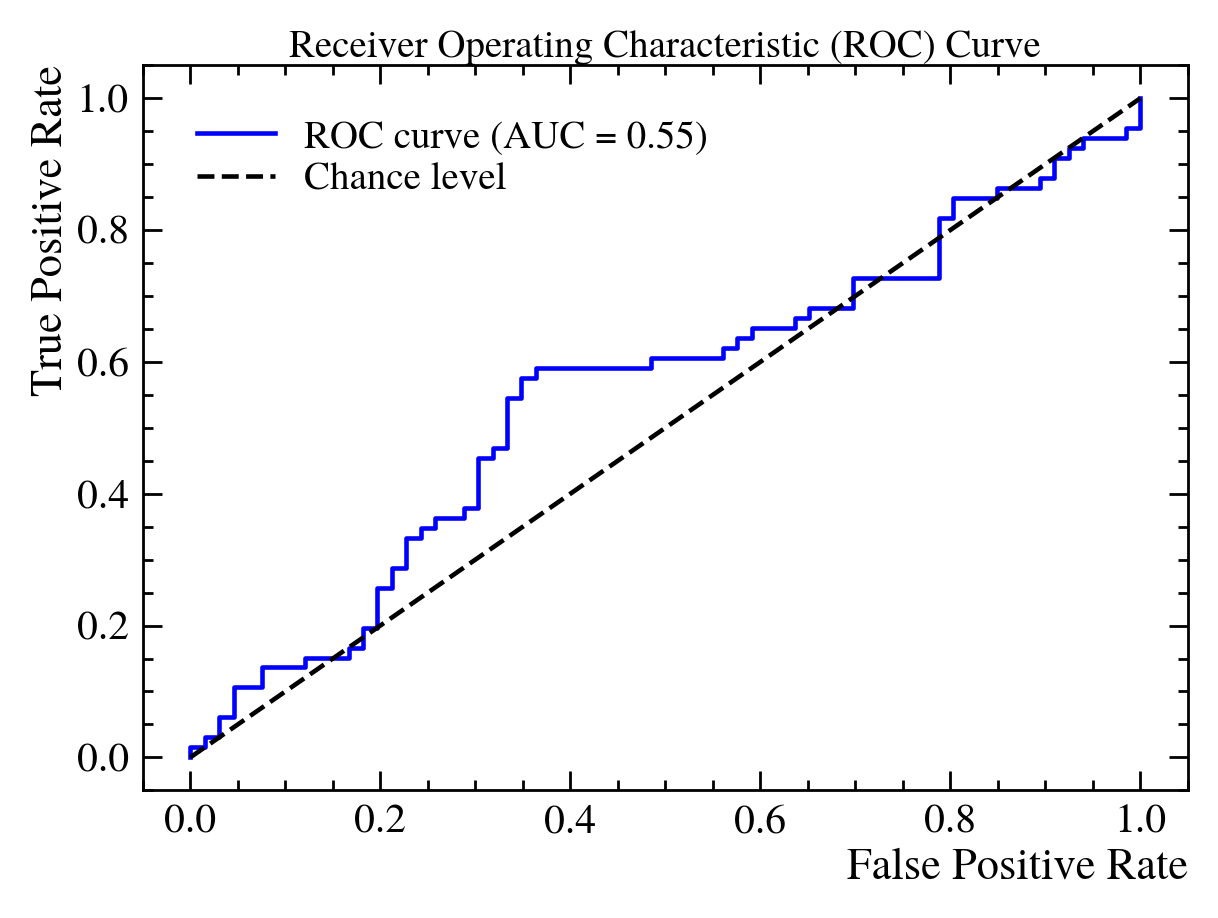 Receiver Operating Characteristic (ROC) Curve
True Positive Rate
1.0
0.8
0.6
0.4
0.2
0.0
ROC curve (AUC = 0.55)
Chance level
0.0 0.2 0.4 0.6 0.8 1.0
False Positive Rate